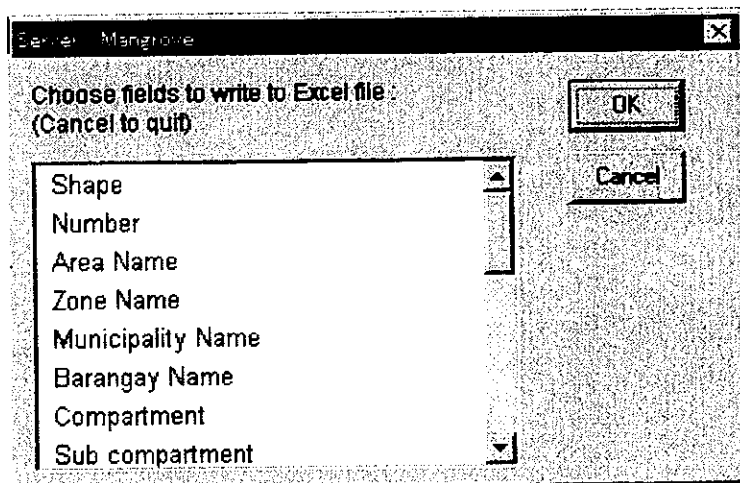 Server Mangrove
Choose fields to write to Excel file :
(Cancel to quit)
OK
Cancel
Shape
Number
Area Name
Zone Name
Municipality Name
Barangay Name
Compartment
Sub compartment